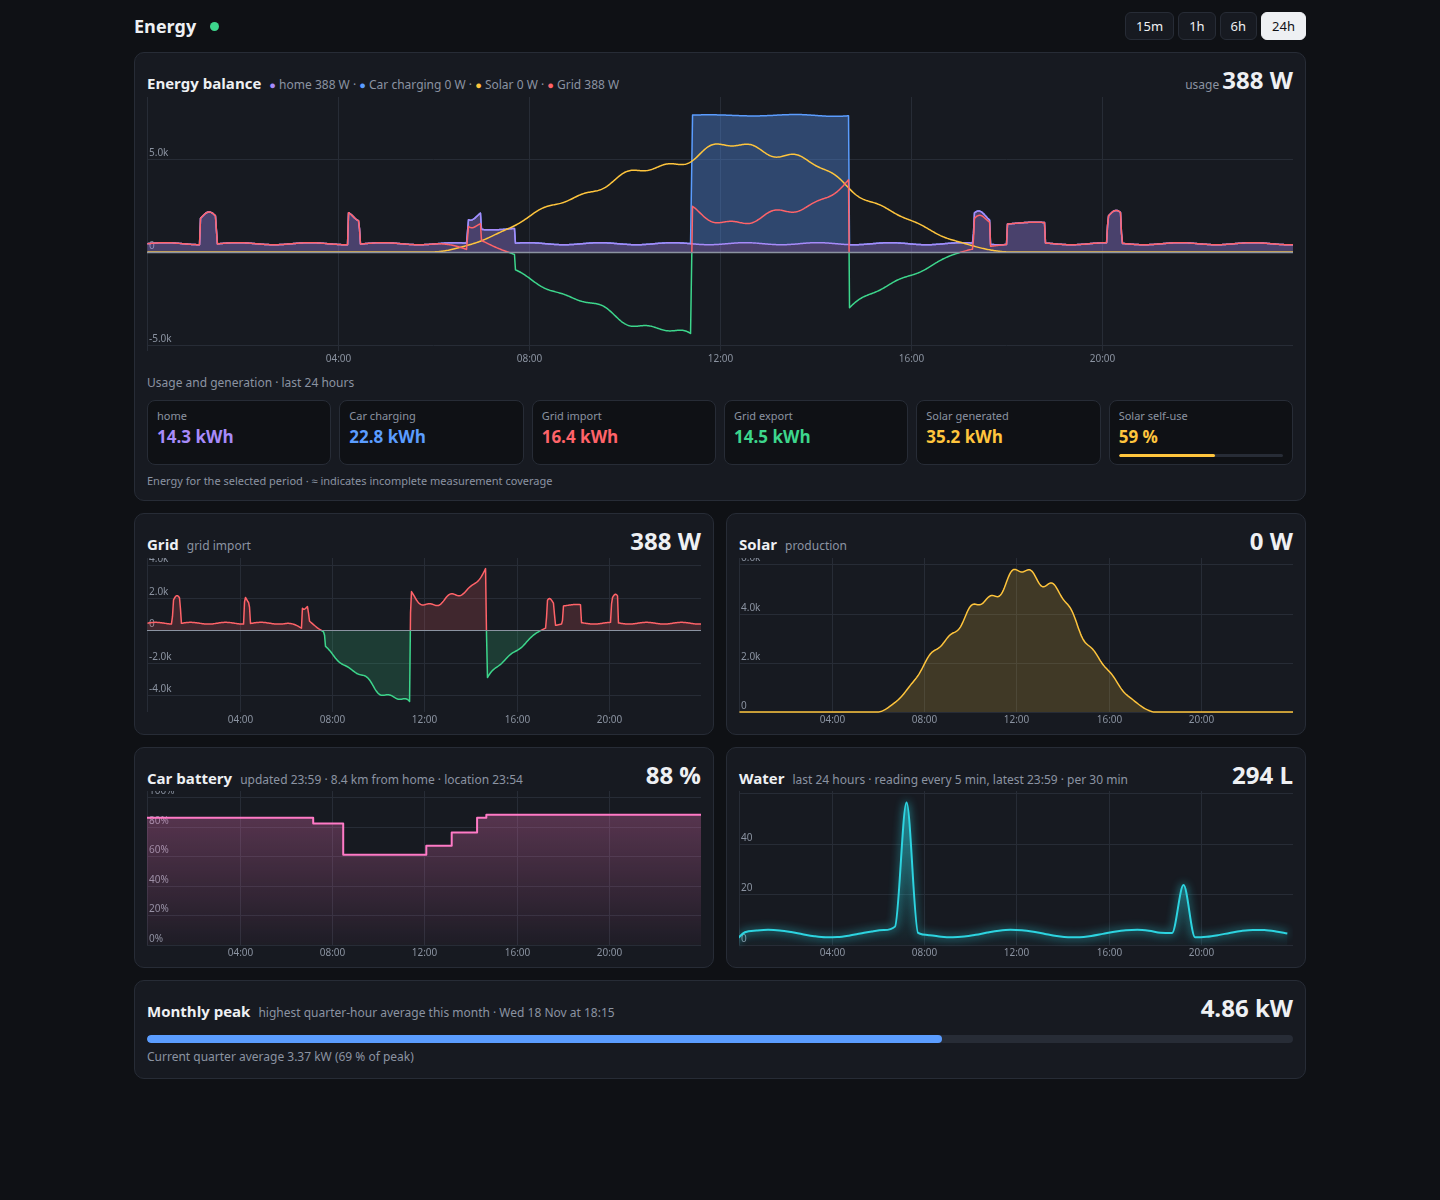 Energy
15m 1h 6h 24h
Energy balance ● home 388 W · ● Car charging 0 W · ● Solar 0 W · ● Grid 388 W
usage 388 W
5.0k
0
-5.0k
04:00 08:00 12:00 16:00 20:00
Usage and generation · last 24 hours
home
14.3 kWh
Car charging
22.8 kWh
Grid import
16.4 kWh
Grid export
14.5 kWh
Solar generated
35.2 kWh
Solar self-use
59 %
Energy for the selected period · ≈ indicates incomplete measurement coverage
Grid grid import
388 W
4.0k
2.0k
0
-2.0k
-4.0k
04:00 08:00 12:00 16:00 20:00
Solar production
0 W
6.0k
4.0k
2.0k
0
04:00 08:00 12:00 16:00 20:00
Car battery updated 23:59 · 8.4 km from home · location 23:54
88 %
100%
80%
60%
40%
20%
0%
04:00 08:00 12:00 16:00 20:00
Water last 24 hours · reading every 5 min, latest 23:59 · per 30 min
294 L
40
20
0
04:00 08:00 12:00 16:00 20:00
Monthly peak highest quarter-hour average this month · Wed 18 Nov at 18:15
4.86 kW
Current quarter average 3.37 kW (69 % of peak)